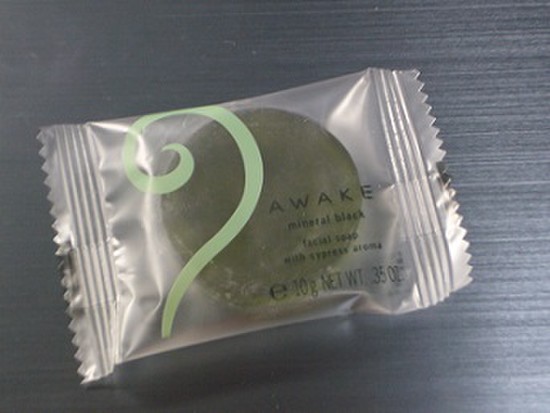 AWAKE
mineral black
facial soap
with cypress aroma
℮ 10g NET WT. .35 OZ